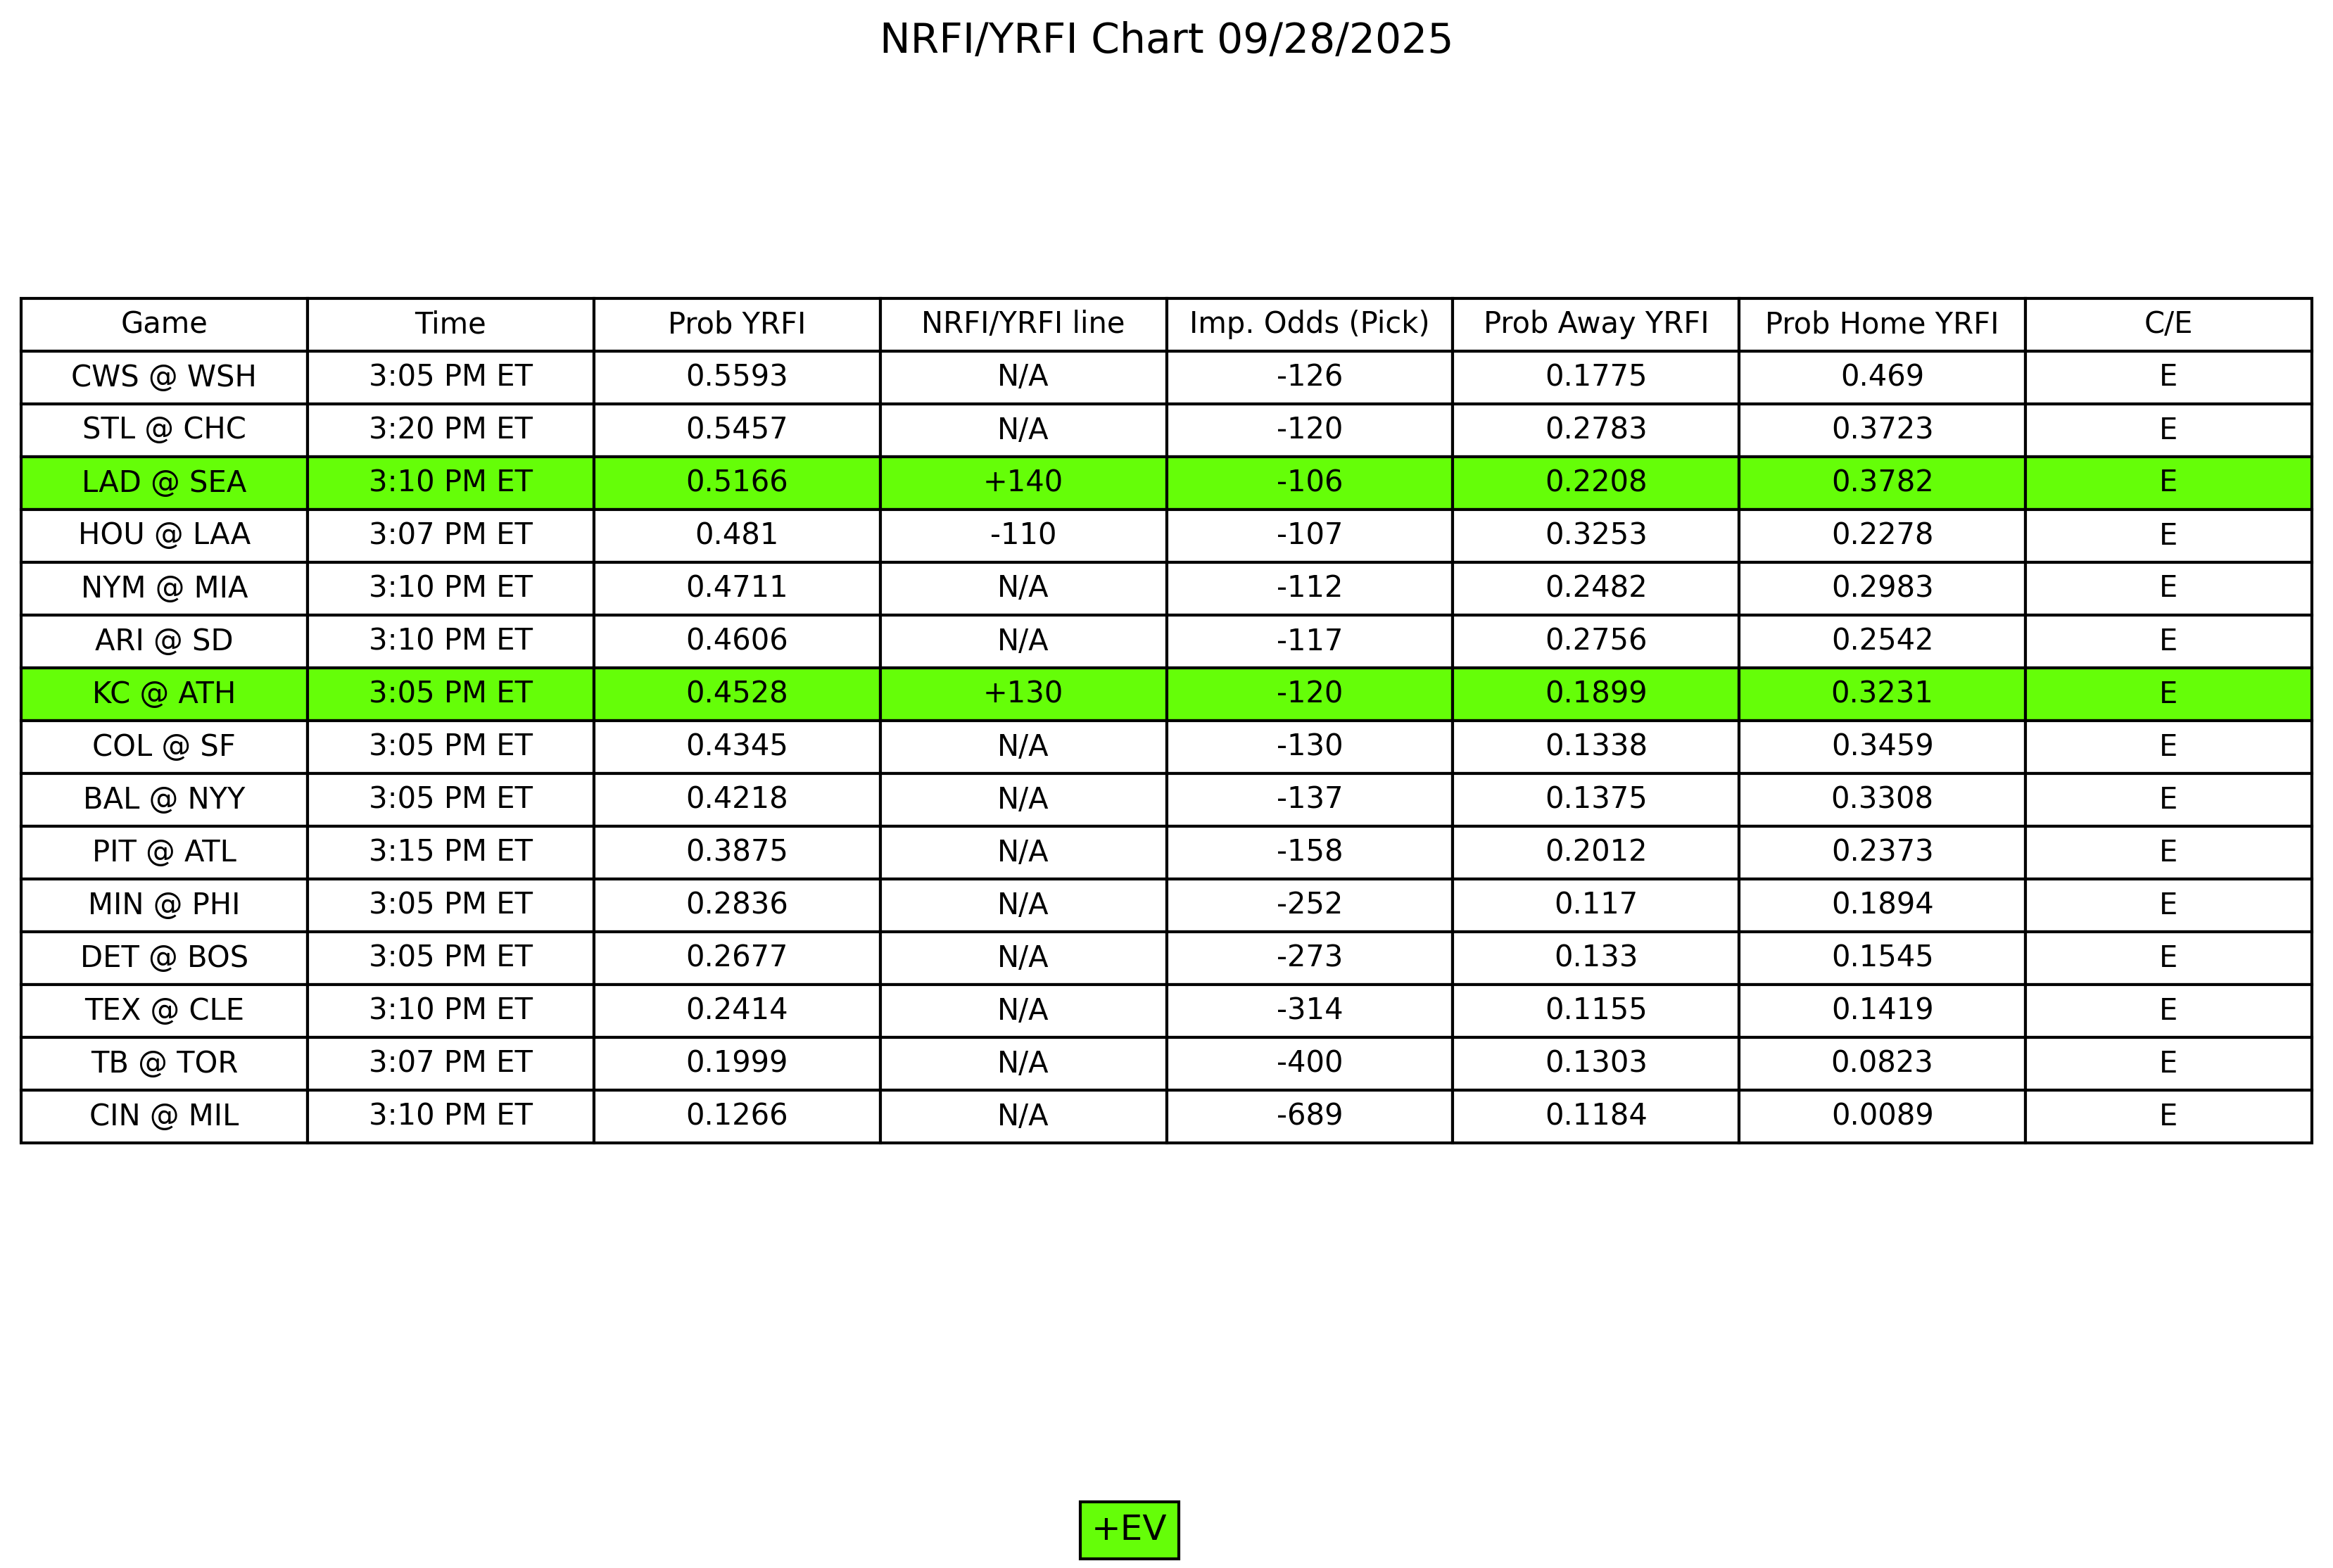 NRFI/YRFI Chart 09/28/2025
Game Time Prob YRFI NRFI/YRFI line Imp. Odds (Pick) Prob Away YRFI Prob Home YRFI C/E
CWS @ WSH 3:05 PM ET 0.5593 N/A -126 0.1775 0.469 E
STL @ CHC 3:20 PM ET 0.5457 N/A -120 0.2783 0.3723 E
LAD @ SEA 3:10 PM ET 0.5166 +140 -106 0.2208 0.3782 E
HOU @ LAA 3:07 PM ET 0.481 -110 -107 0.3253 0.2278 E
NYM @ MIA 3:10 PM ET 0.4711 N/A -112 0.2482 0.2983 E
ARI @ SD 3:10 PM ET 0.4606 N/A -117 0.2756 0.2542 E
KC @ ATH 3:05 PM ET 0.4528 +130 -120 0.1899 0.3231 E
COL @ SF 3:05 PM ET 0.4345 N/A -130 0.1338 0.3459 E
BAL @ NYY 3:05 PM ET 0.4218 N/A -137 0.1375 0.3308 E
PIT @ ATL 3:15 PM ET 0.3875 N/A -158 0.2012 0.2373 E
MIN @ PHI 3:05 PM ET 0.2836 N/A -252 0.117 0.1894 E
DET @ BOS 3:05 PM ET 0.2677 N/A -273 0.133 0.1545 E
TEX @ CLE 3:10 PM ET 0.2414 N/A -314 0.1155 0.1419 E
TB @ TOR 3:07 PM ET 0.1999 N/A -400 0.1303 0.0823 E
CIN @ MIL 3:10 PM ET 0.1266 N/A -689 0.1184 0.0089 E
+EV